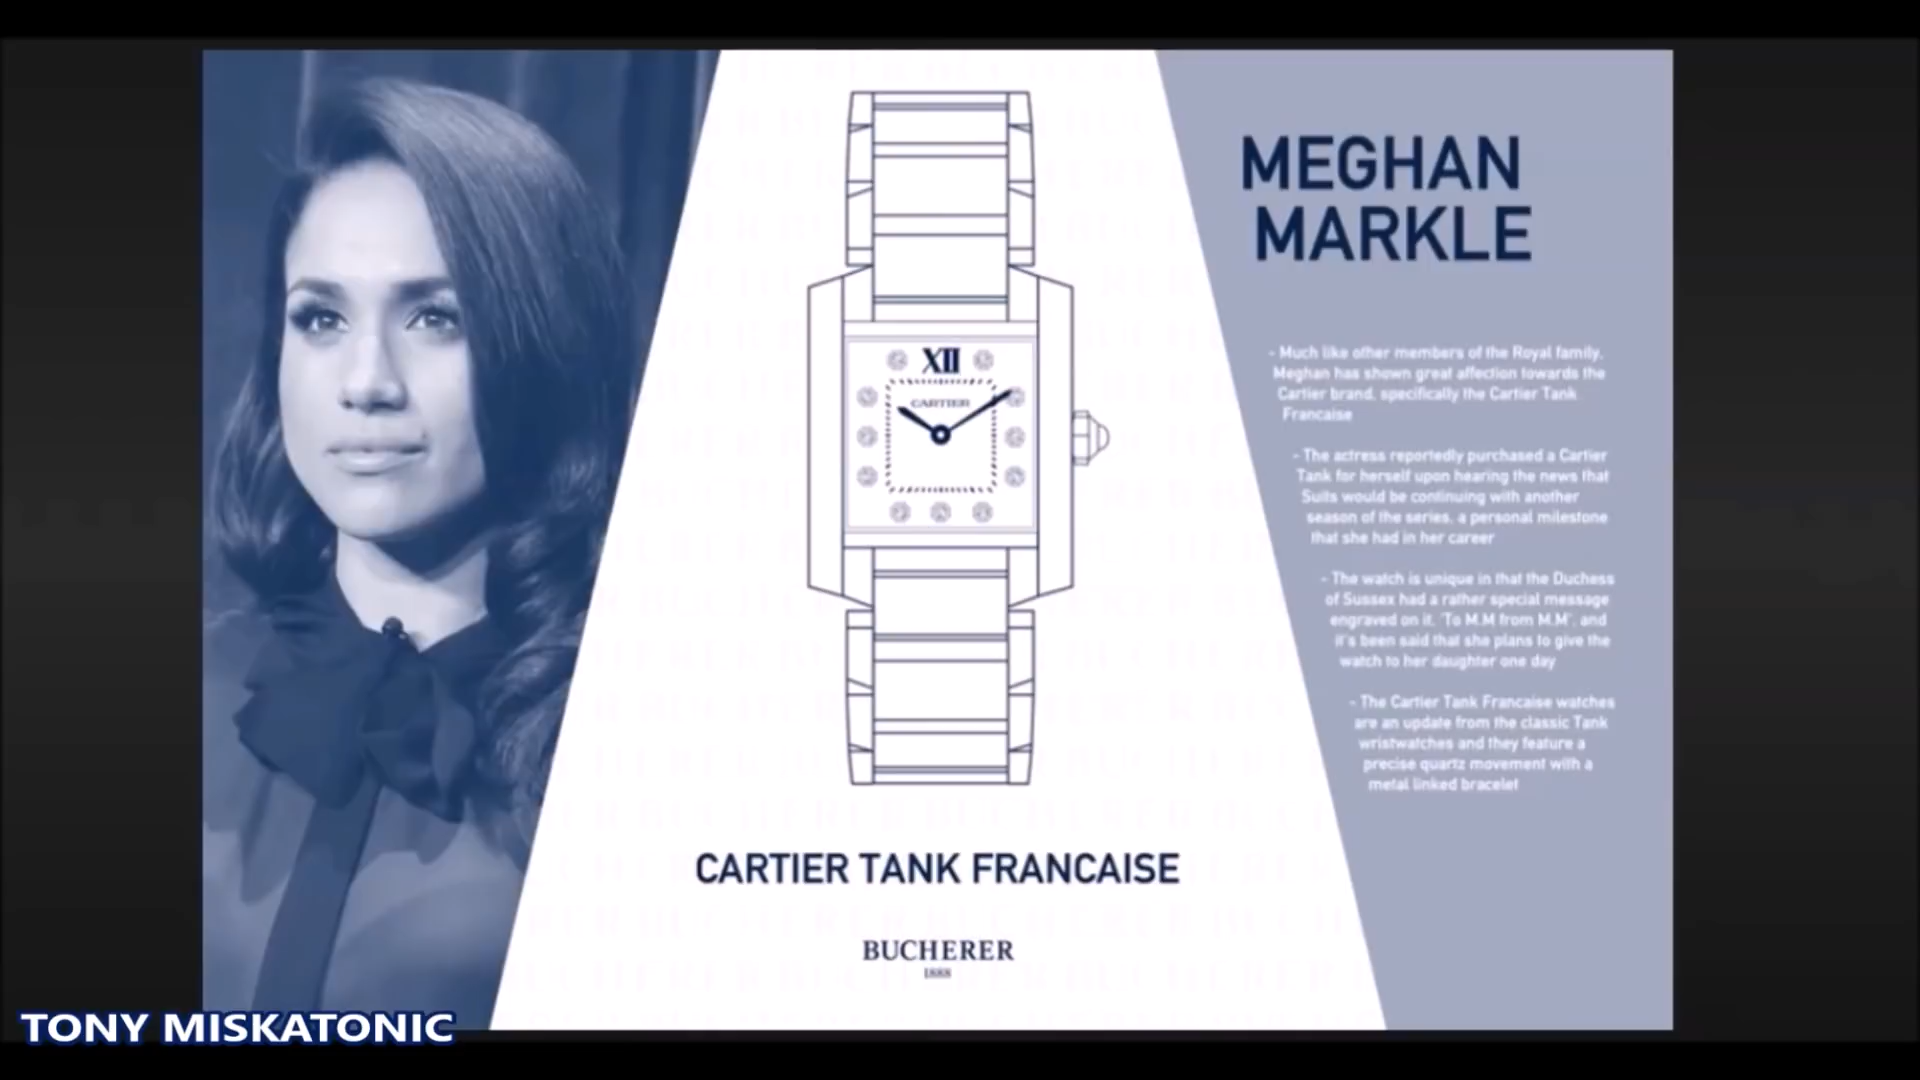 MEGHAN
MARKLE
- Much like other members of the Royal family,
Meghan has shown great affection towards the
Cartier brand, specifically the Cartier Tank
Francaise
- The actress reportedly purchased a Cartier
Tank for herself upon hearing the news that
Suits would be continuing with another
season of the series, a personal milestone
that she had in her career
- The watch is unique in that the Duchess
of Sussex had a rather special message
engraved on it, 'To M.M from M.M', and
it's been said that she plans to give the
watch to her daughter one day
- The Cartier Tank Francaise watches
are an update from the classic Tank
wristwatches and they feature a
precise quartz movement with a
metal linked bracelet
XII
CARTIER
CARTIER TANK FRANCAISE
BUCHERER
1888
TONY MISKATONIC